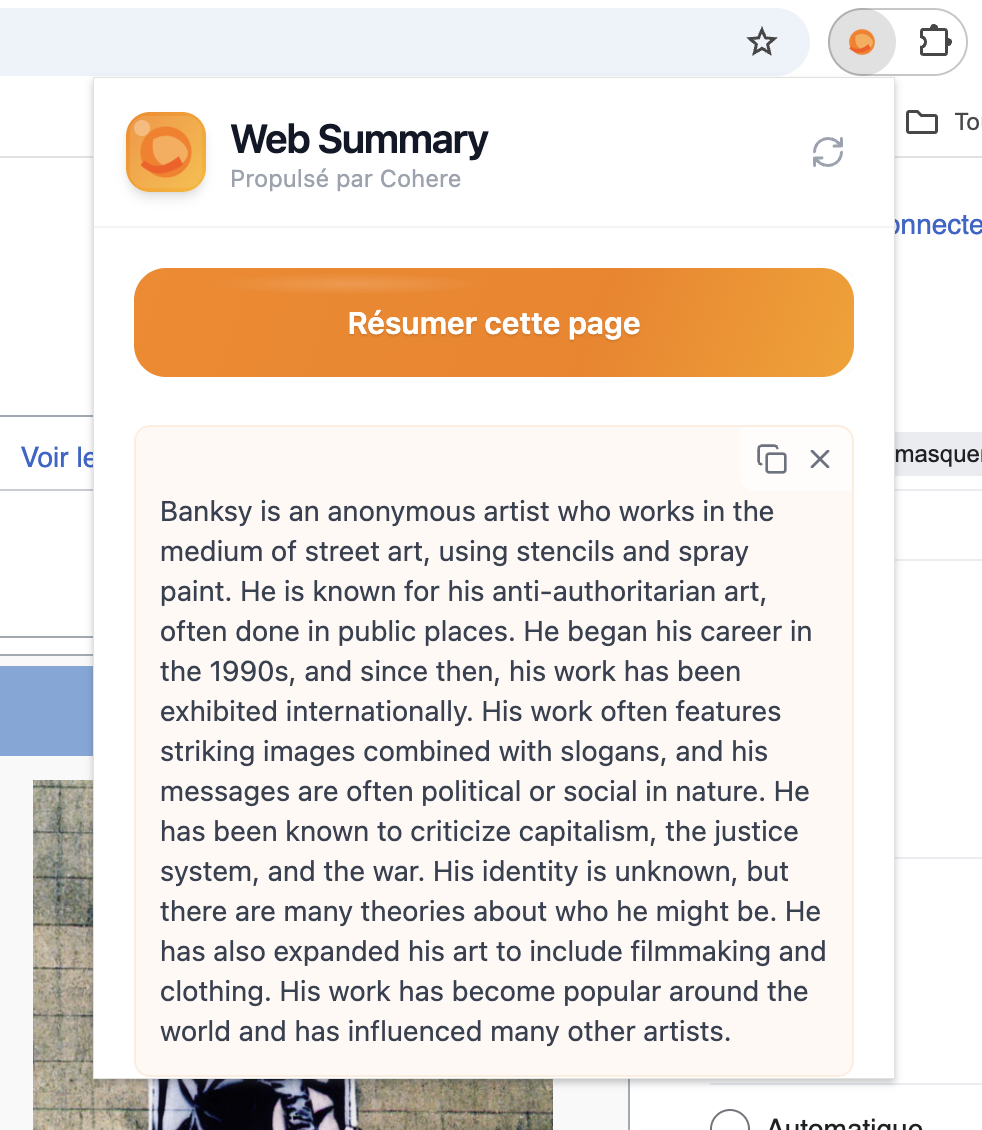 Tou
Web Summary
Propulsé par Cohere
onnecte
Résumer cette page
Voir le
masquer
Banksy is an anonymous artist who works in the
medium of street art, using stencils and spray
paint. He is known for his anti-authoritarian art,
often done in public places. He began his career in
the 1990s, and since then, his work has been
exhibited internationally. His work often features
striking images combined with slogans, and his
messages are often political or social in nature. He
has been known to criticize capitalism, the justice
system, and the war. His identity is unknown, but
there are many theories about who he might be. He
has also expanded his art to include filmmaking and
clothing. His work has become popular around the
world and has influenced many other artists.
Automatique